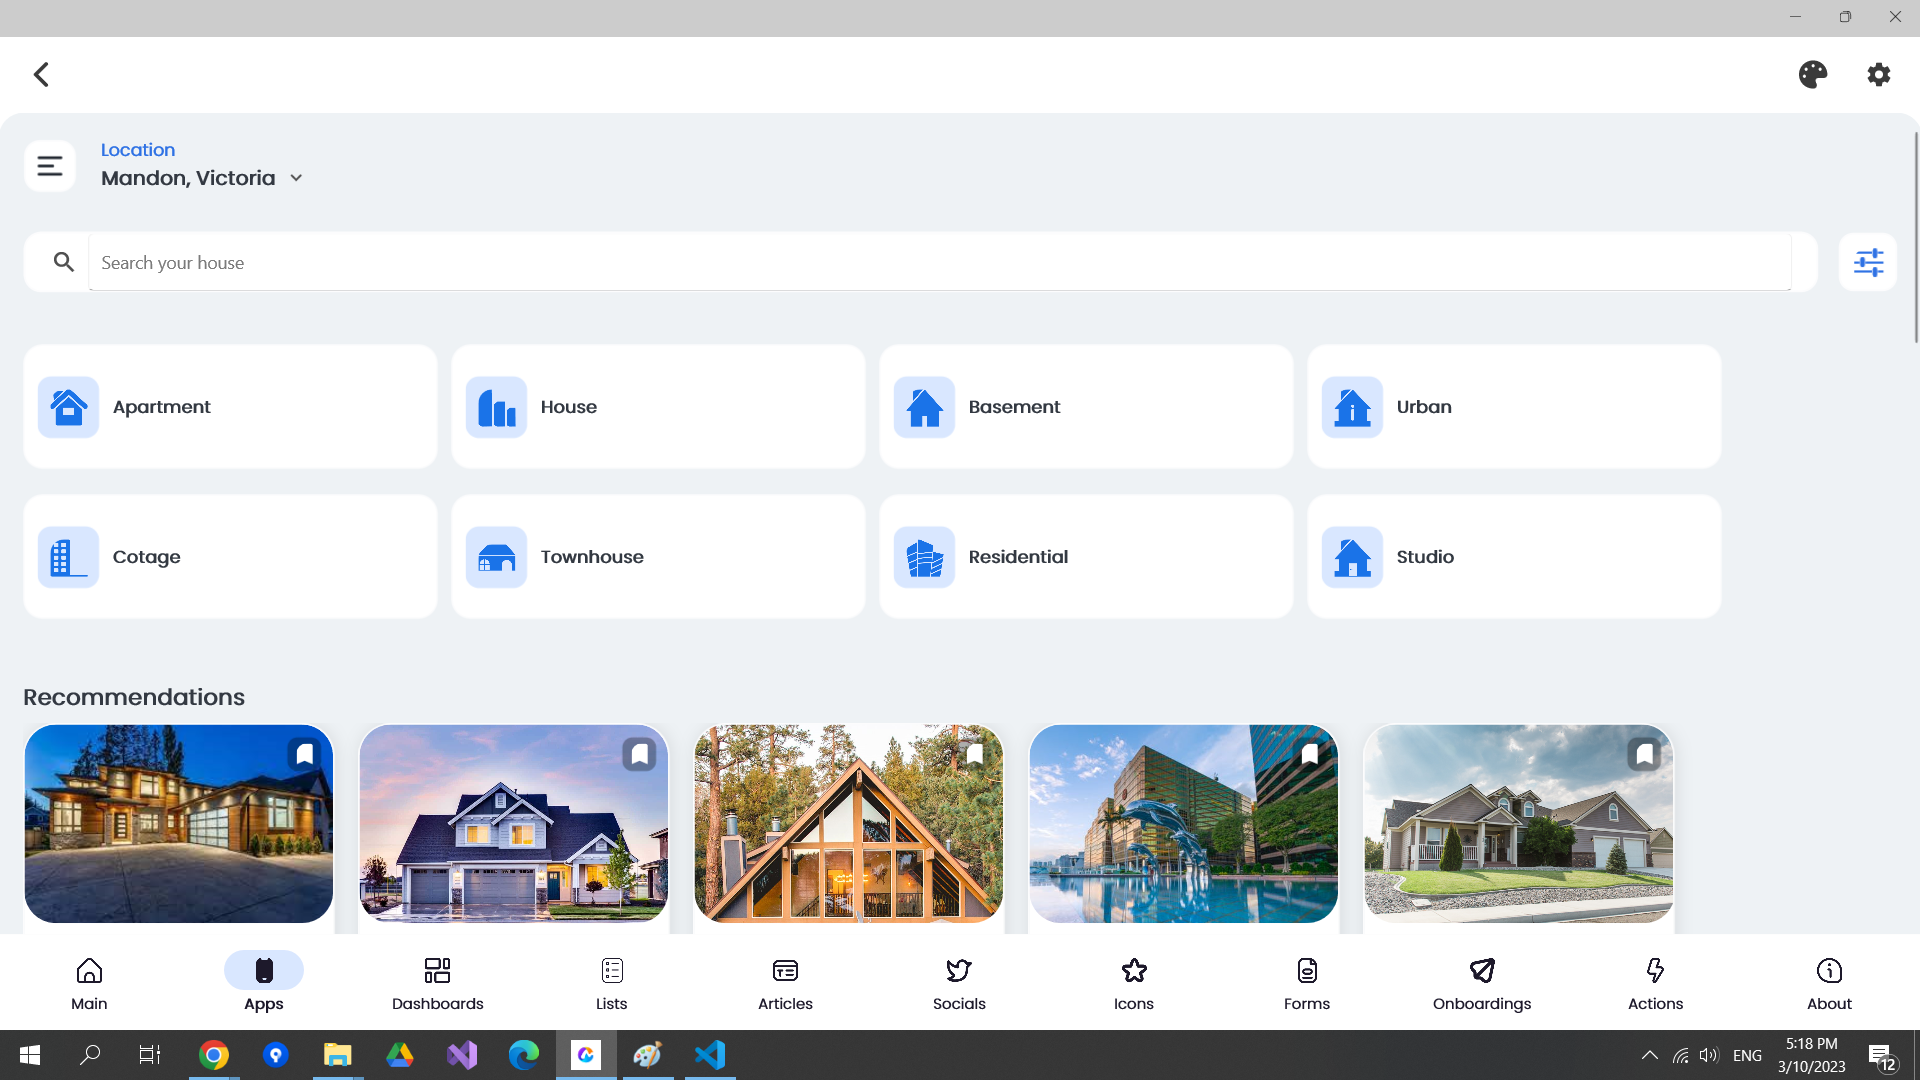 Location
Mandon, Victoria
Search your house
Apartment
House
Basement
Urban
Cotage
Townhouse
Residential
Studio
Recommendations
Main
Apps
Dashboards
Lists
Articles
Socials
Icons
Forms
Onboardings
Actions
About
ENG
5:18 PM
3/10/2023
12